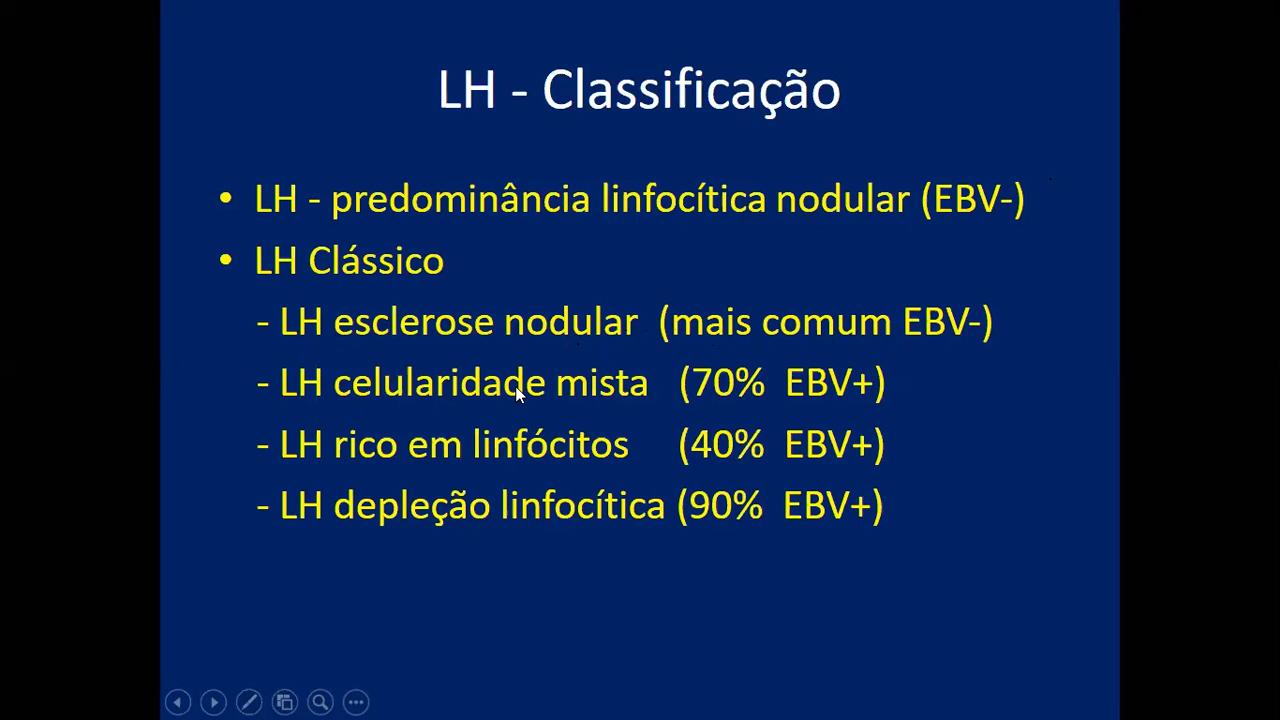 LH - Classificação
• LH - predominância linfocítica nodular (EBV-)
• LH Clássico
- LH esclerose nodular (mais comum EBV-)
- LH celularidade mista (70% EBV+)
- LH rico em linfócitos (40% EBV+)
- LH depleção linfocítica (90% EBV+)